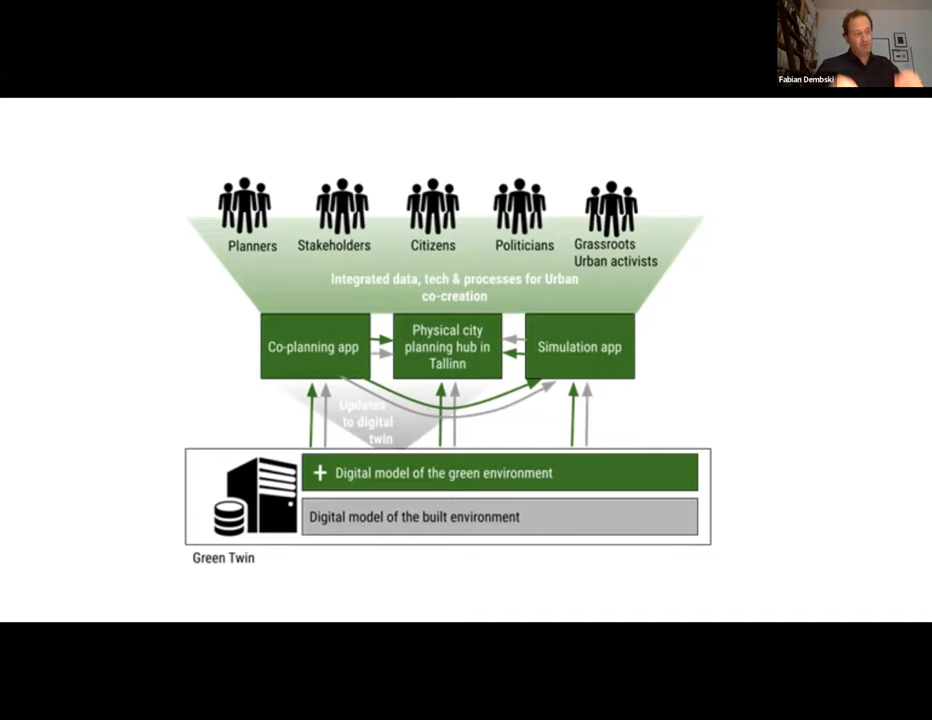 Fabian Dembski
Planners
Stakeholders
Citizens
Politicians
Grassroots
Urban activists
Integrated data, tech & processes for Urban
co-creation
Co-planning app
Physical city
planning hub in
Tallinn
Simulation app
Updates
to digital
twin
+ Digital model of the green environment
Digital model of the built environment
Green Twin